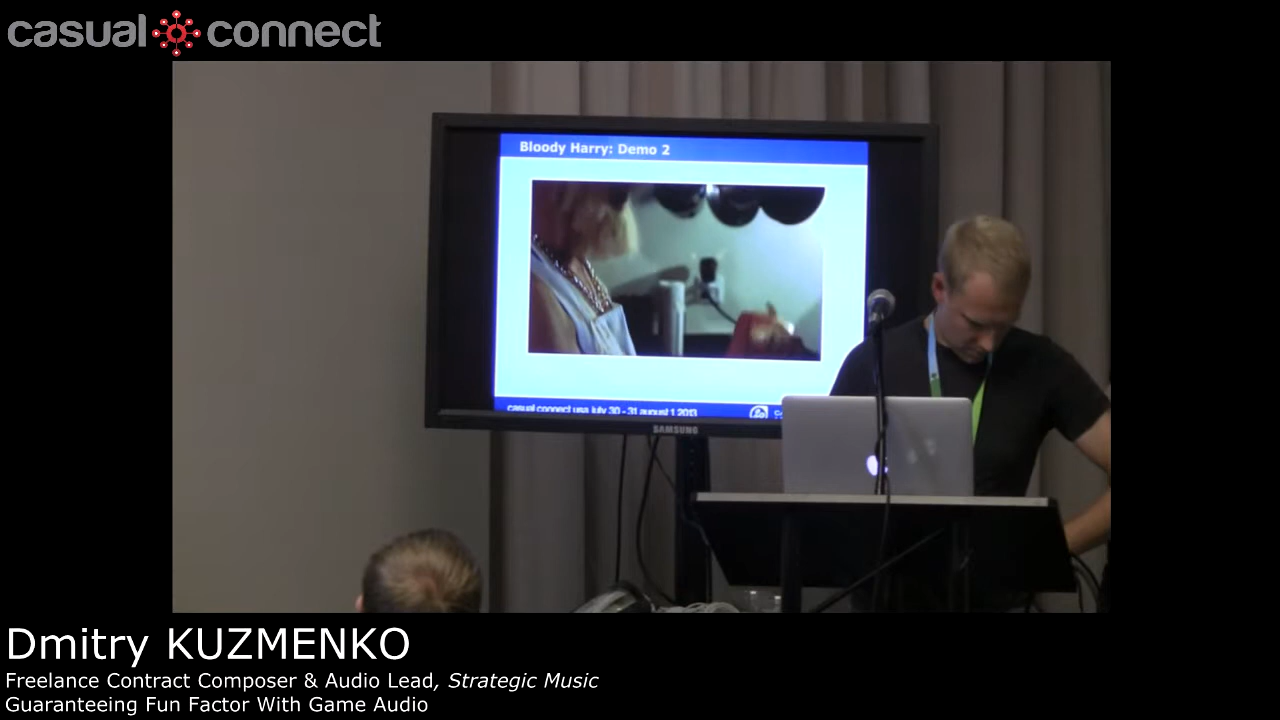 casual connect
Bloody Harry: Demo 2
casual connect usa july 30 - 31 august 1 2013
SAMSUNG
Dmitry KUZMENKO
Freelance Contract Composer & Audio Lead, Strategic Music
Guaranteeing Fun Factor With Game Audio